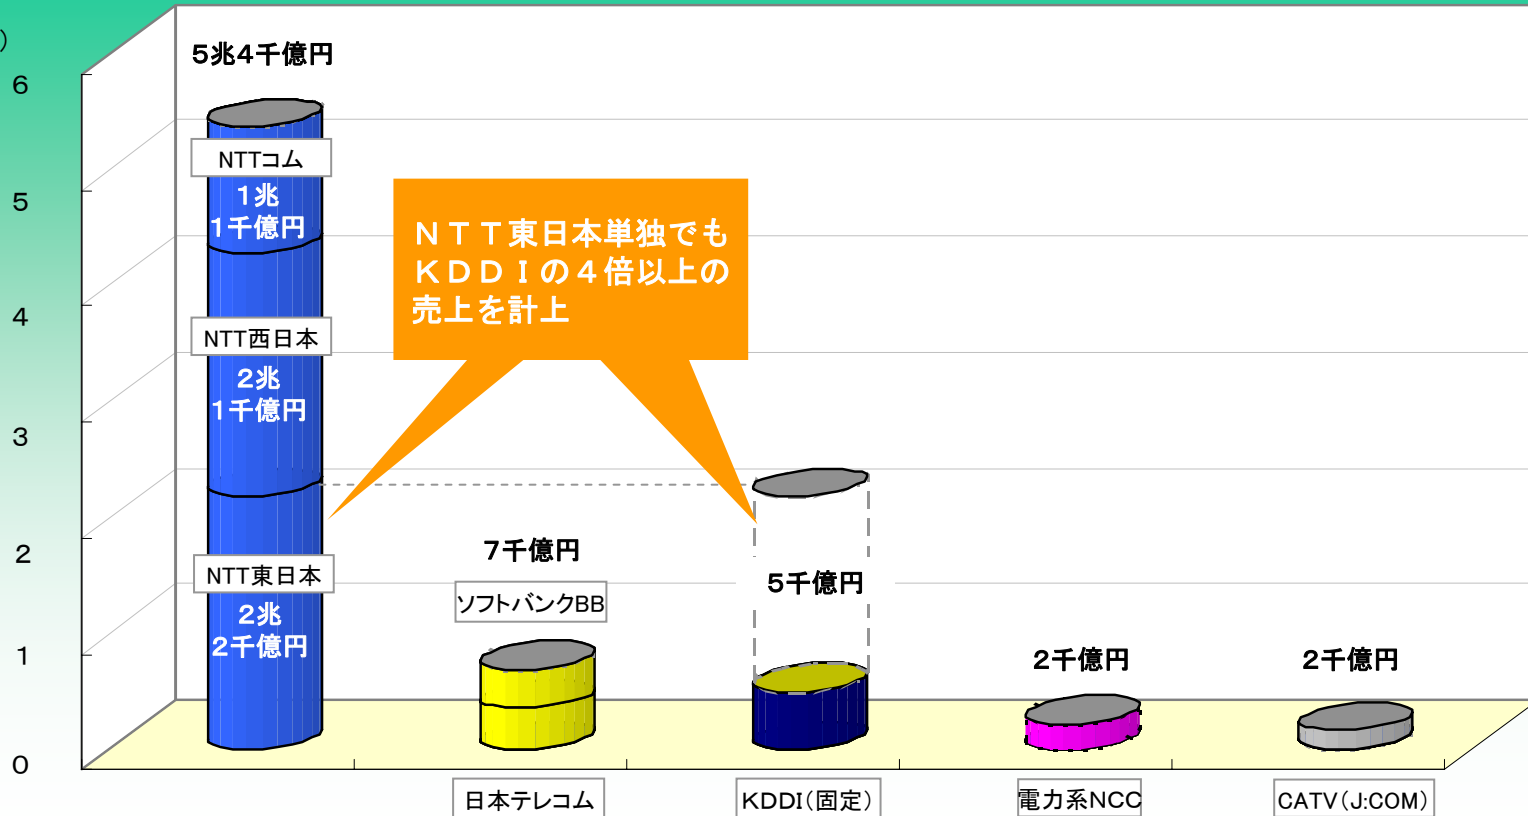 )
6
5
4
3
2
1
0
5兆4千億円
NTTコム
1兆
1千億円
NTT西日本
2兆
1千億円
NTT東日本
2兆
2千億円
NTT東日本単独でも
KDDIの4倍以上の
売上を計上
7千億円
ソフトバンクBB
5千億円
2千億円
2千億円
日本テレコム
KDDI(固定)
電力系NCC
CATV(J:COM)